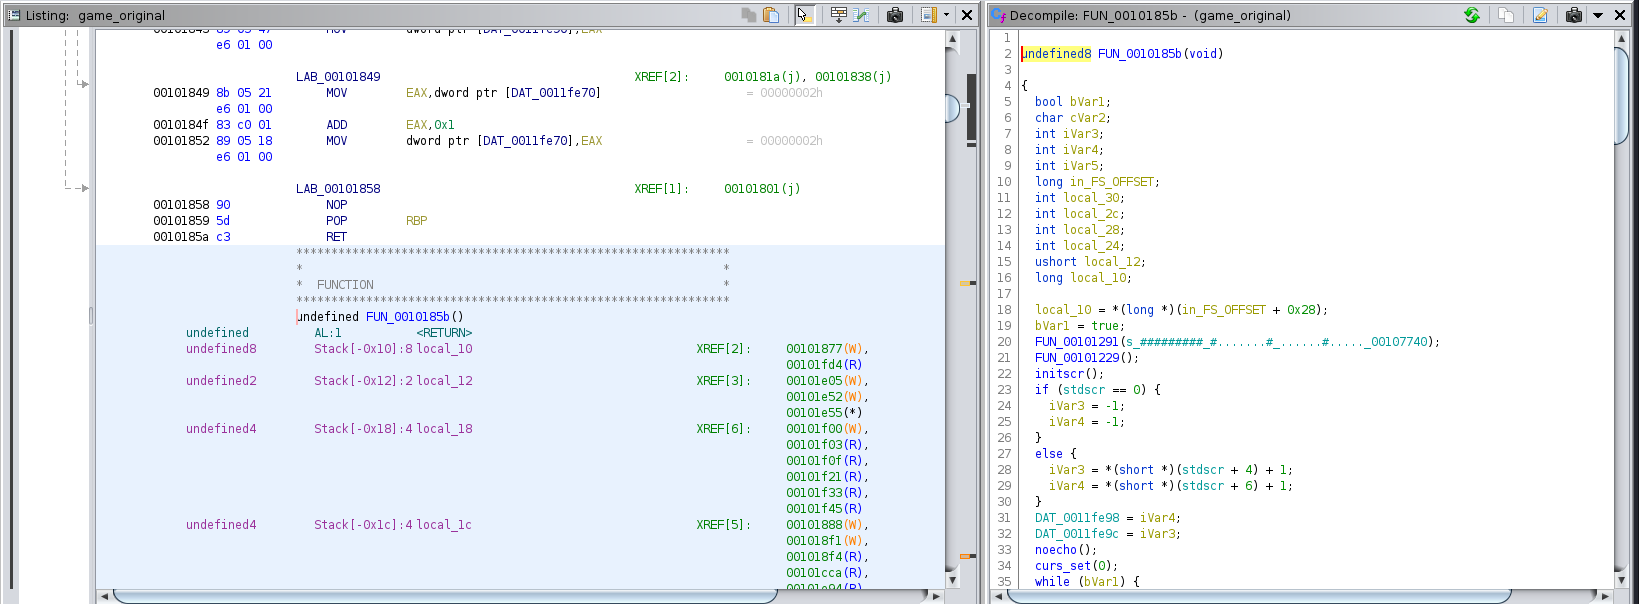 Listing: game_original
00101845 89 05 47 MOV dword ptr [DAT_0011fe90],EAX
e6 01 00
LAB_00101849 XREF[2]: 0010181a(j), 00101838(j)
00101849 8b 05 21 MOV EAX,dword ptr [DAT_0011fe70] = 00000002h
e6 01 00
0010184f 83 c0 01 ADD EAX,0x1
00101852 89 05 18 MOV dword ptr [DAT_0011fe70],EAX = 00000002h
e6 01 00
LAB_00101858 XREF[1]: 00101801(j)
00101858 90 NOP
00101859 5d POP RBP
0010185a c3 RET
**************************************************************
* *
* FUNCTION *
**************************************************************
undefined FUN_0010185b()
undefined AL:1 <RETURN>
undefined8 Stack[-0x10]:8 local_10 XREF[2]: 00101877(W),
00101fd4(R)
undefined2 Stack[-0x12]:2 local_12 XREF[3]: 00101e05(W),
00101e52(W),
00101e55(*)
undefined4 Stack[-0x18]:4 local_18 XREF[6]: 00101f00(W),
00101f03(R),
00101f0f(R),
00101f21(R),
00101f33(R),
00101f45(R)
undefined4 Stack[-0x1c]:4 local_1c XREF[5]: 00101888(W),
001018f1(W),
001018f4(R),
00101cca(R),
Decompile: FUN_0010185b - (game_original)
1
2 undefined8 FUN_0010185b(void)
3
4 {
5 bool bVar1;
6 char cVar2;
7 int iVar3;
8 int iVar4;
9 int iVar5;
10 long in_FS_OFFSET;
11 int local_30;
12 int local_2c;
13 int local_28;
14 int local_24;
15 ushort local_12;
16 long local_10;
17
18 local_10 = *(long *)(in_FS_OFFSET + 0x28);
19 bVar1 = true;
20 FUN_00101291(s_#########_#.......#_......#....._00107740);
21 FUN_00101229();
22 initscr();
23 if (stdscr == 0) {
24 iVar3 = -1;
25 iVar4 = -1;
26 }
27 else {
28 iVar3 = *(short *)(stdscr + 4) + 1;
29 iVar4 = *(short *)(stdscr + 6) + 1;
30 }
31 DAT_0011fe98 = iVar4;
32 DAT_0011fe9c = iVar3;
33 noecho();
34 curs_set(0);
35 while (bVar1) {